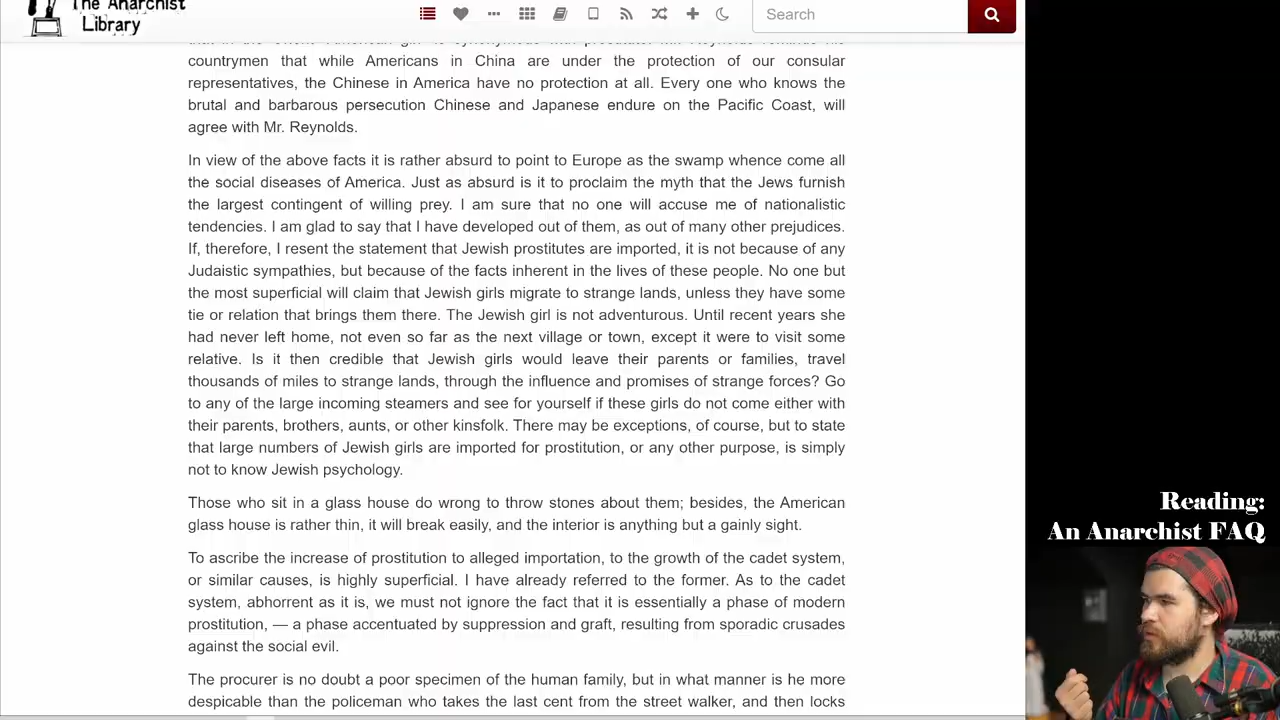 The Anarchist
Library
Search
countrymen that while Americans in China are under the protection of our consular
representatives, the Chinese in America have no protection at all. Every one who knows the
brutal and barbarous persecution Chinese and Japanese endure on the Pacific Coast, will
agree with Mr. Reynolds.
In view of the above facts it is rather absurd to point to Europe as the swamp whence come all
the social diseases of America. Just as absurd is it to proclaim the myth that the Jews furnish
the largest contingent of willing prey. I am sure that no one will accuse me of nationalistic
tendencies. I am glad to say that I have developed out of them, as out of many other prejudices.
If, therefore, I resent the statement that Jewish prostitutes are imported, it is not because of any
Judaistic sympathies, but because of the facts inherent in the lives of these people. No one but
the most superficial will claim that Jewish girls migrate to strange lands, unless they have some
tie or relation that brings them there. The Jewish girl is not adventurous. Until recent years she
had never left home, not even so far as the next village or town, except it were to visit some
relative. Is it then credible that Jewish girls would leave their parents or families, travel
thousands of miles to strange lands, through the influence and promises of strange forces? Go
to any of the large incoming steamers and see for yourself if these girls do not come either with
their parents, brothers, aunts, or other kinsfolk. There may be exceptions, of course, but to state
that large numbers of Jewish girls are imported for prostitution, or any other purpose, is simply
not to know Jewish psychology.
Those who sit in a glass house do wrong to throw stones about them; besides, the American
glass house is rather thin, it will break easily, and the interior is anything but a gainly sight.
To ascribe the increase of prostitution to alleged importation, to the growth of the cadet system,
or similar causes, is highly superficial. I have already referred to the former. As to the cadet
system, abhorrent as it is, we must not ignore the fact that it is essentially a phase of modern
prostitution, — a phase accentuated by suppression and graft, resulting from sporadic crusades
against the social evil.
The procurer is no doubt a poor specimen of the human family, but in what manner is he more
despicable than the policeman who takes the last cent from the street walker, and then locks
Reading:
An Anarchist FAQ